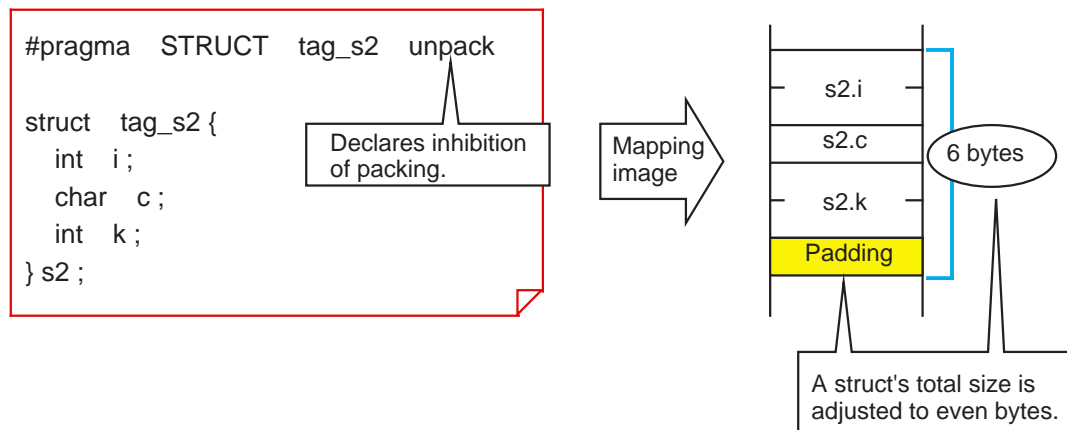 #pragma STRUCT tag_s2 unpack
struct tag_s2 {
int i ;
char c ;
int k ;
} s2 ;
Declares inhibition
of packing.
Mapping
image
s2.i
s2.c
s2.k
Padding
6 bytes
A struct's total size is
adjusted to even bytes.